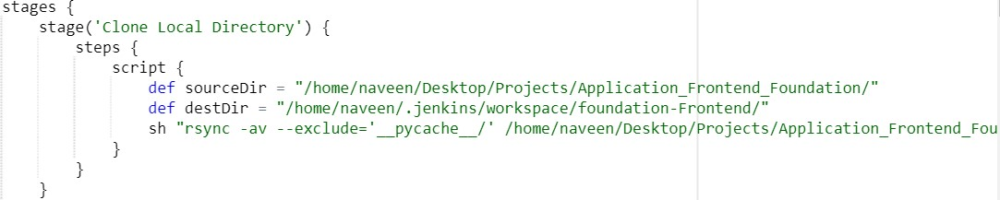 stages {
    stage('Clone Local Directory') {
        steps {
            script {
                def sourceDir = "/home/naveen/Desktop/Projects/Application_Frontend_Foundation/"
                def destDir = "/home/naveen/.jenkins/workspace/foundation-Frontend/"
                sh "rsync -av --exclude='__pycache__/' /home/naveen/Desktop/Projects/Application_Frontend_Fou
            }
        }
    }